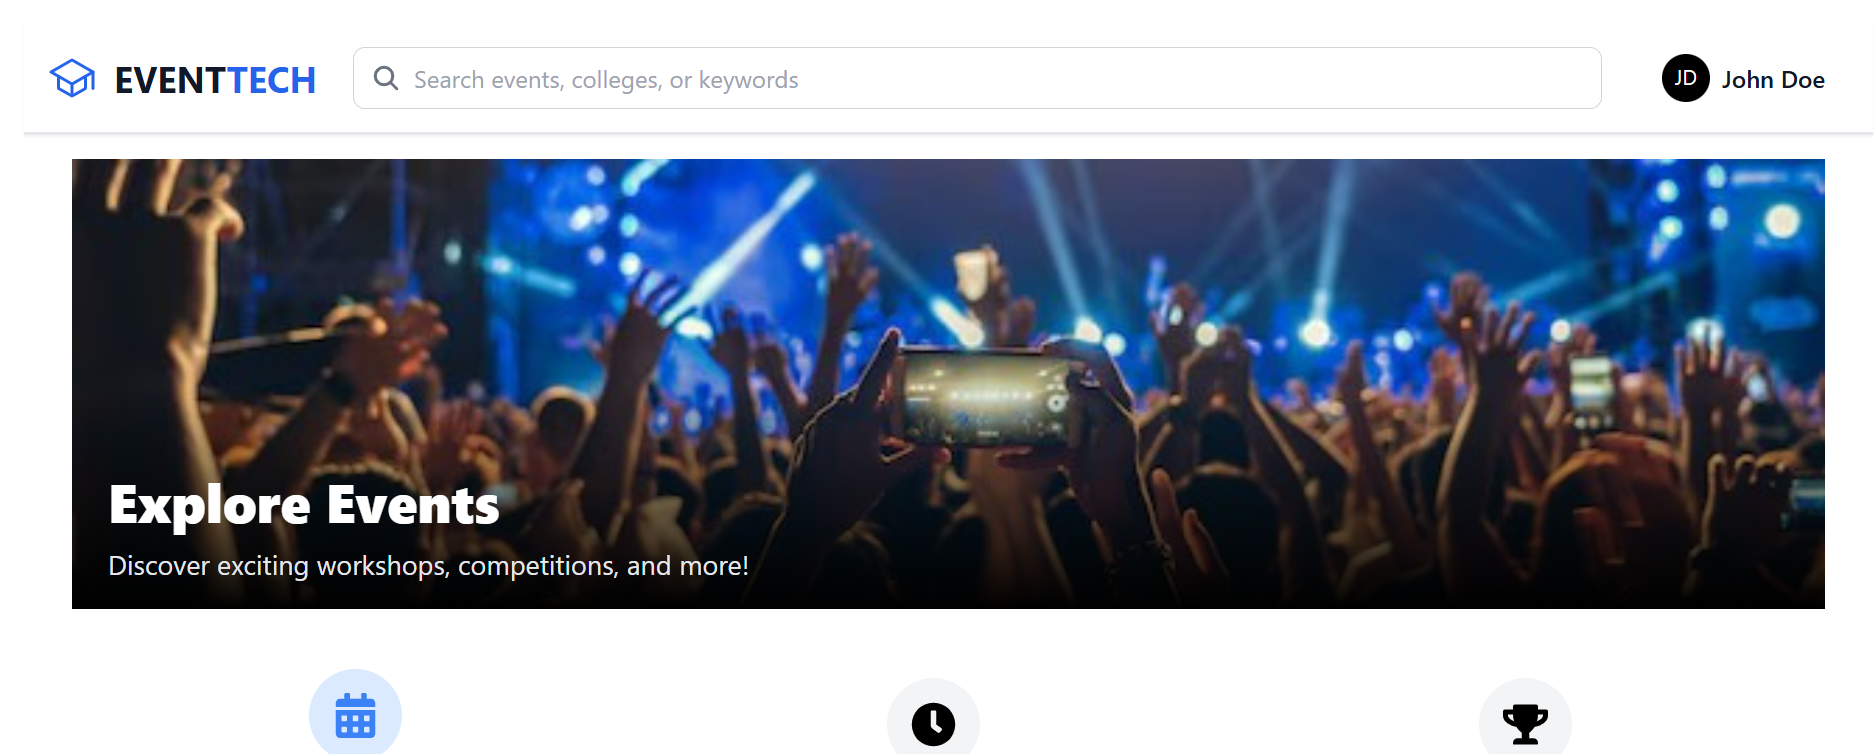 EVENTTECH
Search events, colleges, or keywords
JD
John Doe
Explore Events
Discover exciting workshops, competitions, and more!